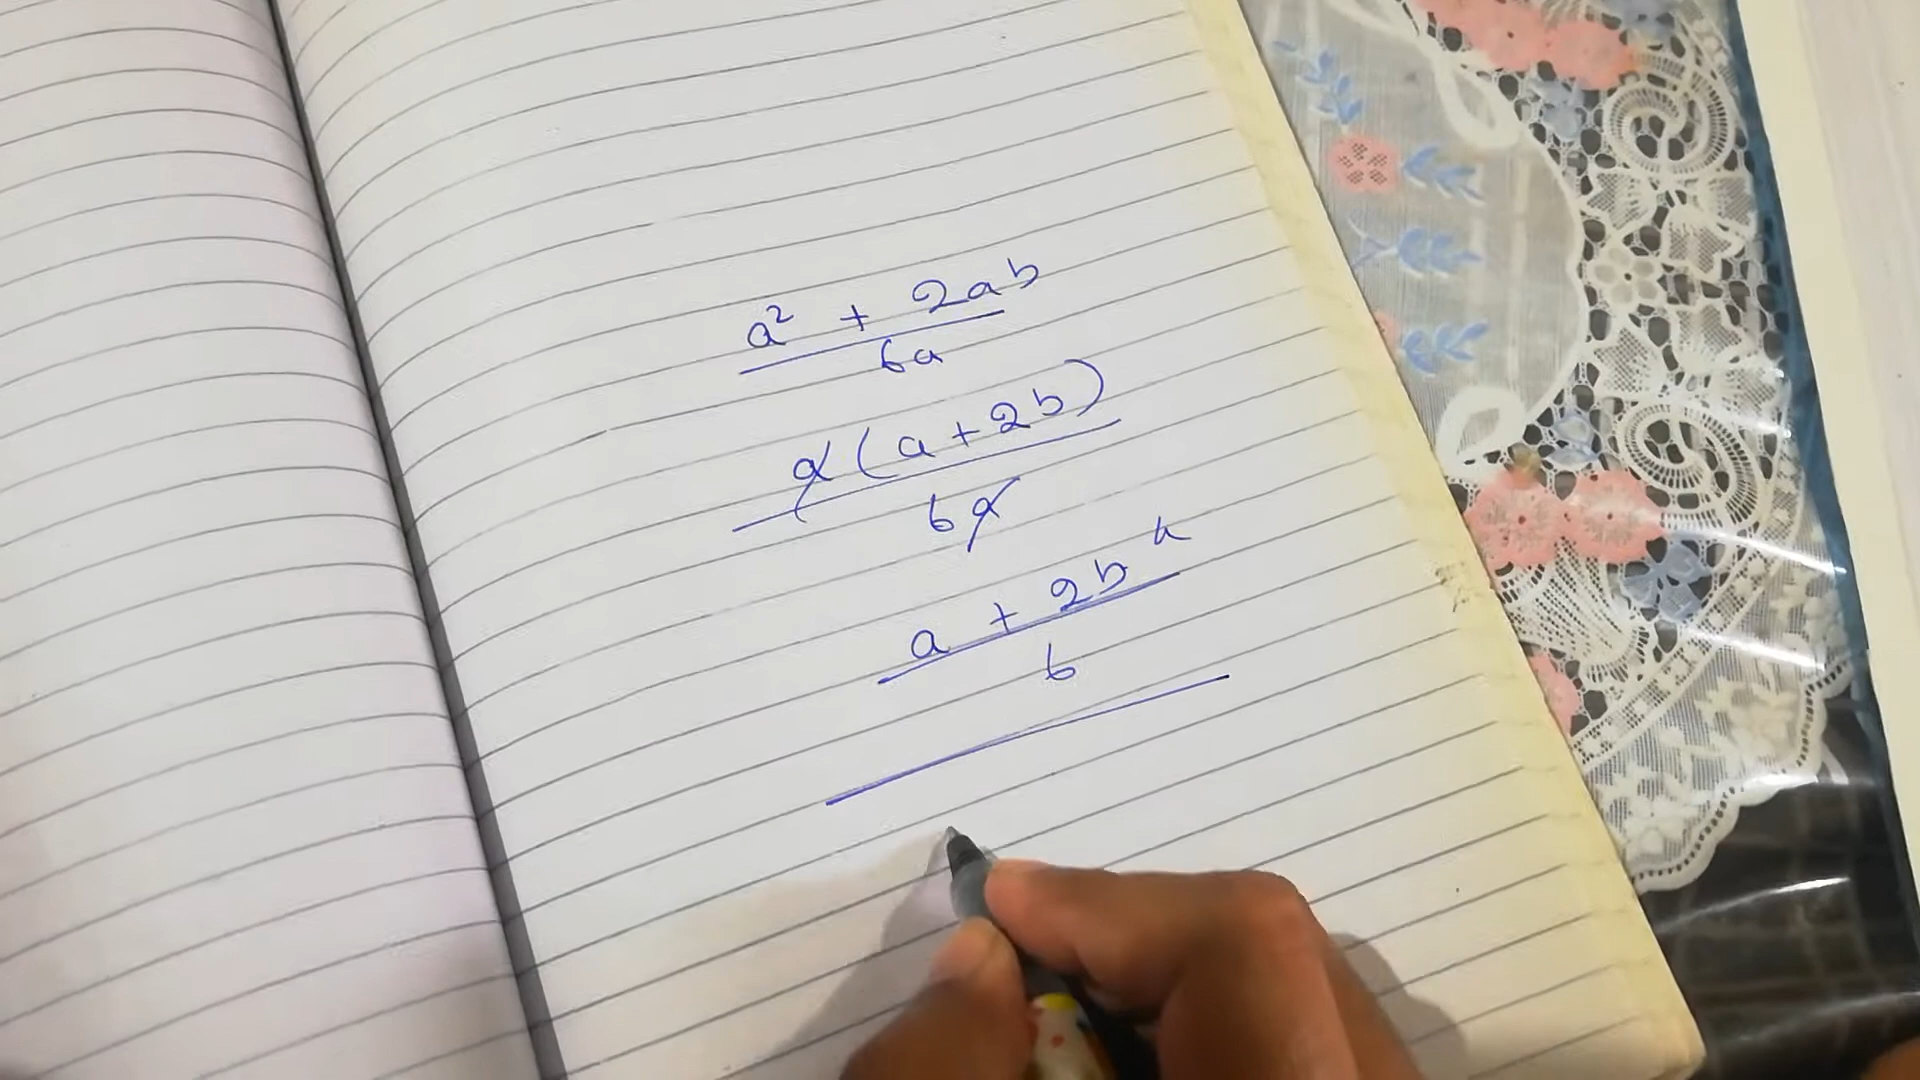 a² + 2ab
6a
a (a + 2b)
6a
a + 2b
6